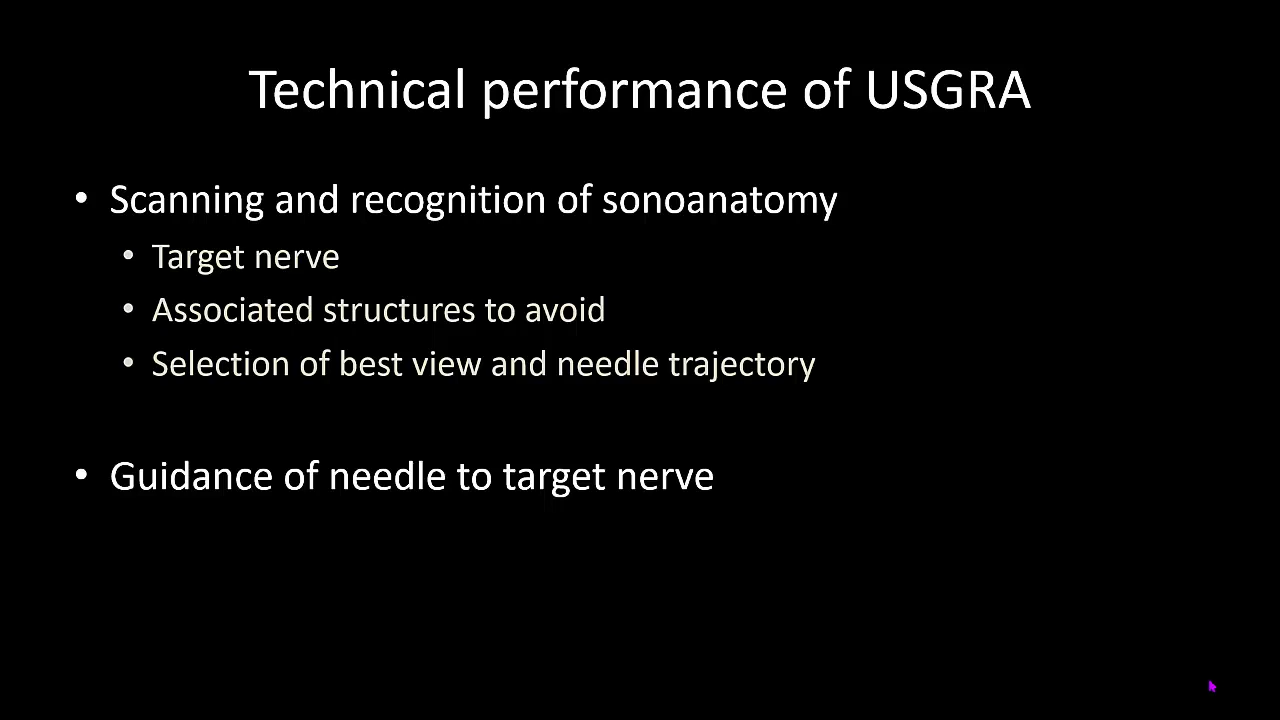 Technical performance of USGRA
• Scanning and recognition of sonoanatomy
• Target nerve
• Associated structures to avoid
• Selection of best view and needle trajectory
• Guidance of needle to target nerve